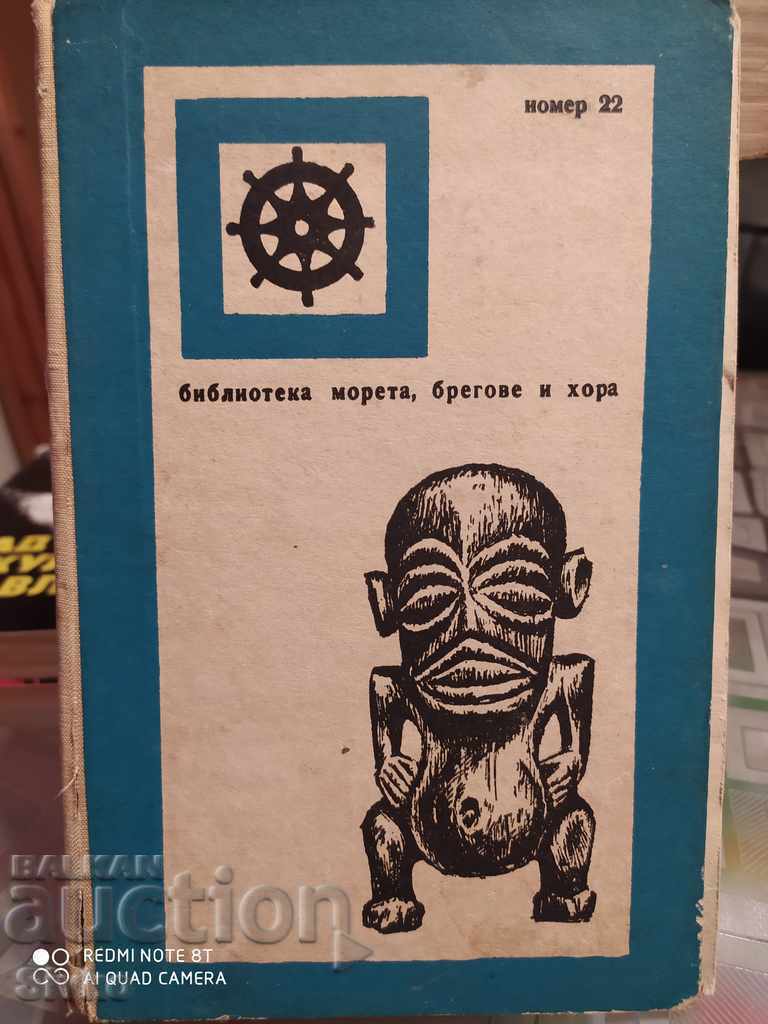 номер 22
библиотека морета, брегове и хора
BALKAN
auction
REDMI NOTE 8T
AI QUAD CAMERA